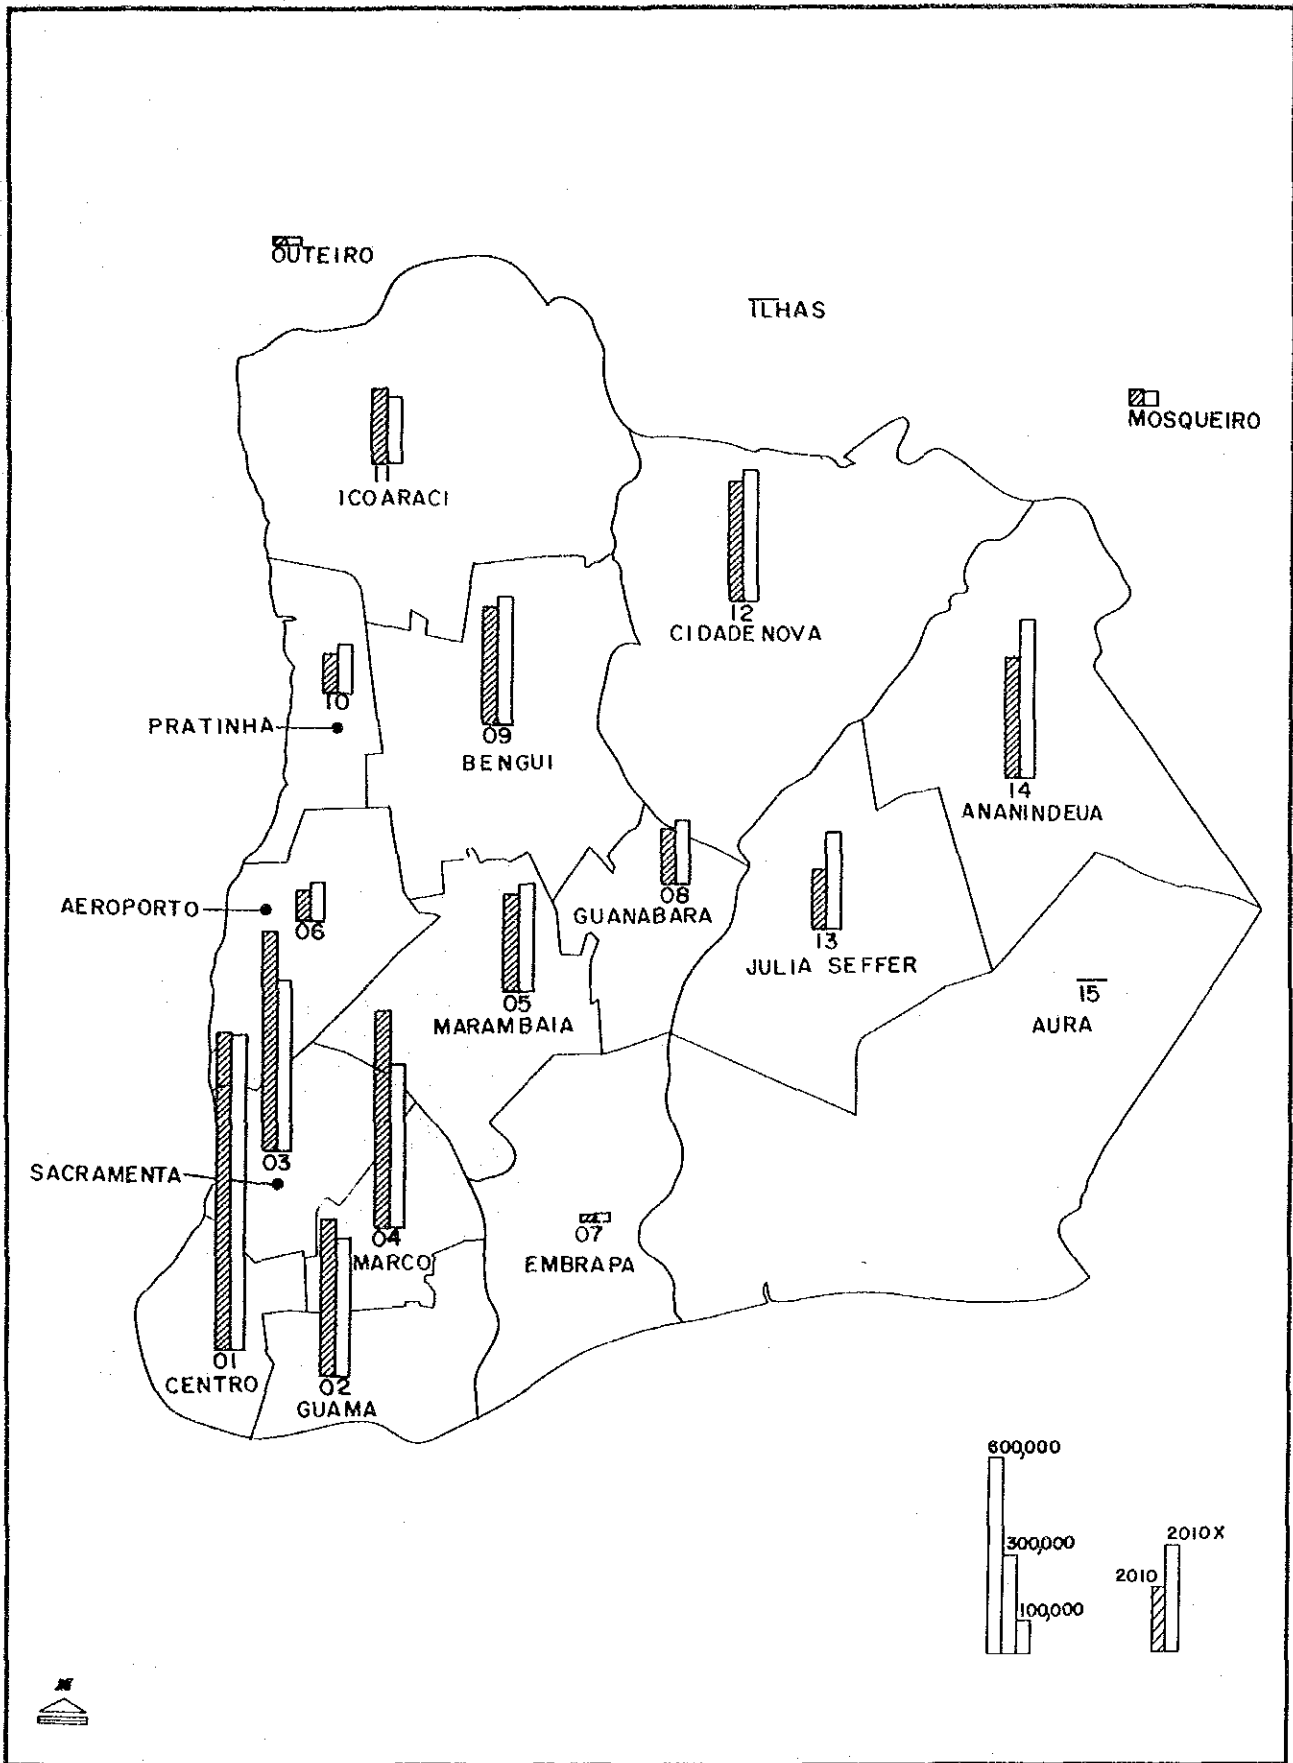 OUTEIRO
ILHAS
MOSQUEIRO
11
ICOARACI
12
CIDADE NOVA
10
PRATINHA
09
BENGUI
14
ANANINDEUA
08
GUANABARA
AEROPORTO
06
13
JULIA SEFFER
05
MARAMBAIA
15
AURA
03
SACRAMENTA
04
MARCO
07
EMBRAPA
01
CENTRO
02
GUAMA
600,000
300,000
100,000
2010X
2010
N